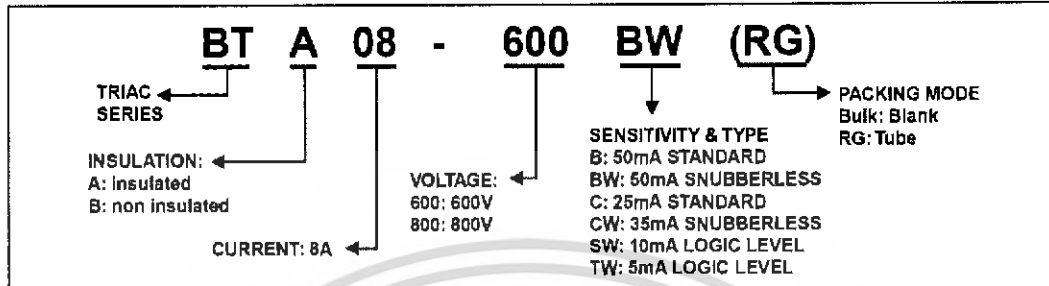 BT A 08 - 600 BW (RG)
TRIAC
SERIES
INSULATION:
A: insulated
B: non insulated
CURRENT: 8A
VOLTAGE:
600: 600V
800: 800V
SENSITIVITY & TYPE
B: 50mA STANDARD
BW: 50mA SNUBBERLESS
C: 25mA STANDARD
CW: 35mA SNUBBERLESS
SW: 10mA LOGIC LEVEL
TW: 5mA LOGIC LEVEL
PACKING MODE
Bulk: Blank
RG: Tube